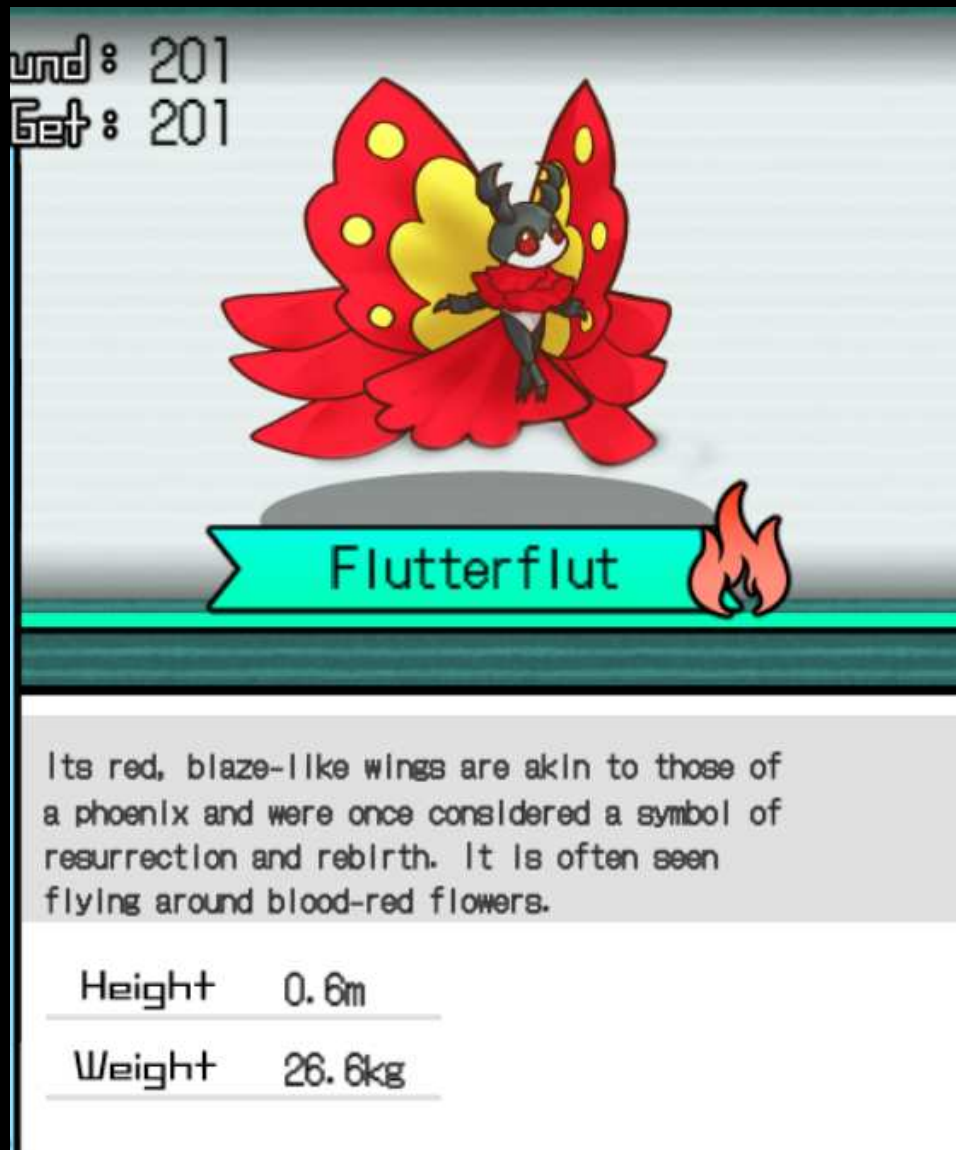 und: 201
Get: 201
Flutterflut
Its red, blaze-like wings are akin to those of
a phoenix and were once considered a symbol of
resurrection and rebirth. It is often seen
flying around blood-red flowers.
Height 0.6m
Weight 26.6kg